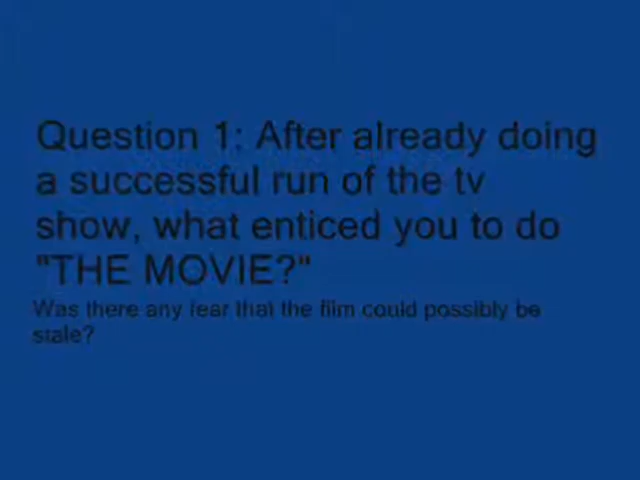 Question 1: After already doing
a successful run of the tv
show, what enticed you to do
"THE MOVIE?"
Was there any fear that the film could possibly be
stale?